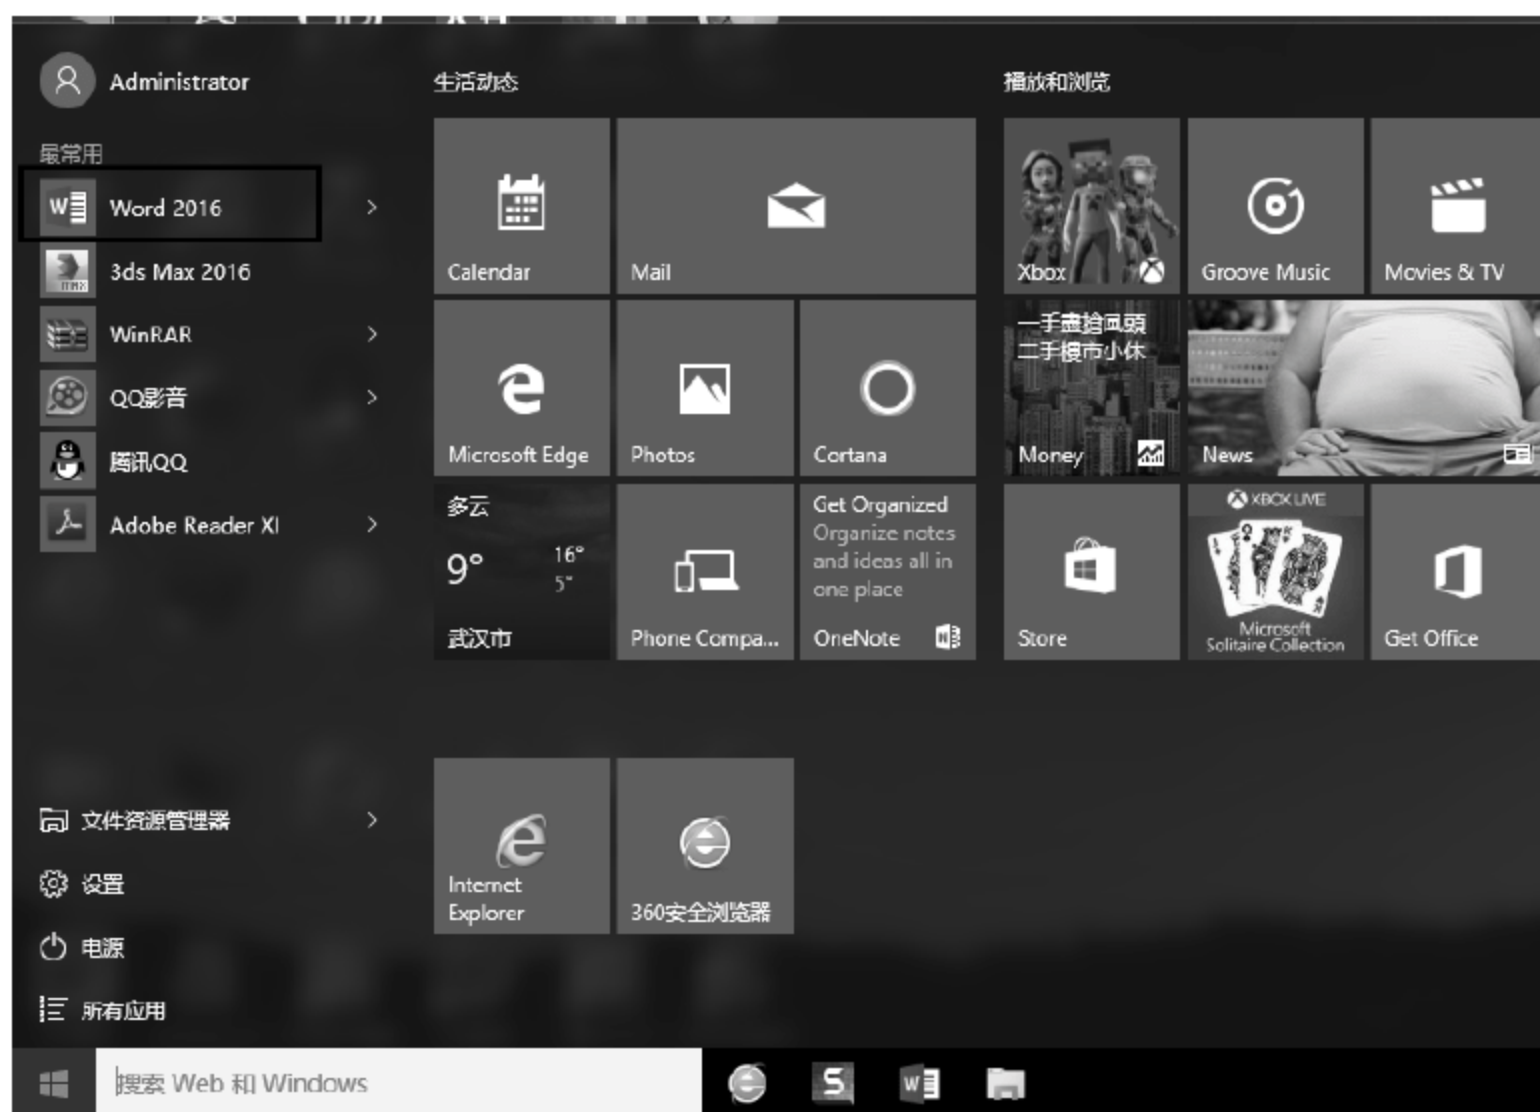 Administrator
最常用
Word 2016
3ds Max 2016
WinRAR
QQ影音
腾讯QQ
Adobe Reader XI
文件资源管理器
设置
电源
所有应用
搜索 Web 和 Windows
生活动态
Calendar
Mail
Microsoft Edge
Photos
Cortana
多云
9°
16°
5°
武汉市
Phone Compa...
Get Organized
Organize notes
and ideas all in
one place
OneNote
Internet
Explorer
360安全浏览器
播放和浏览
Xbox
Groove Music
Movies & TV
一手盡搶風頭
二手樓市小休
Money
News
Store
XBOX LIVE
Microsoft
Solitaire Collection
Get Office